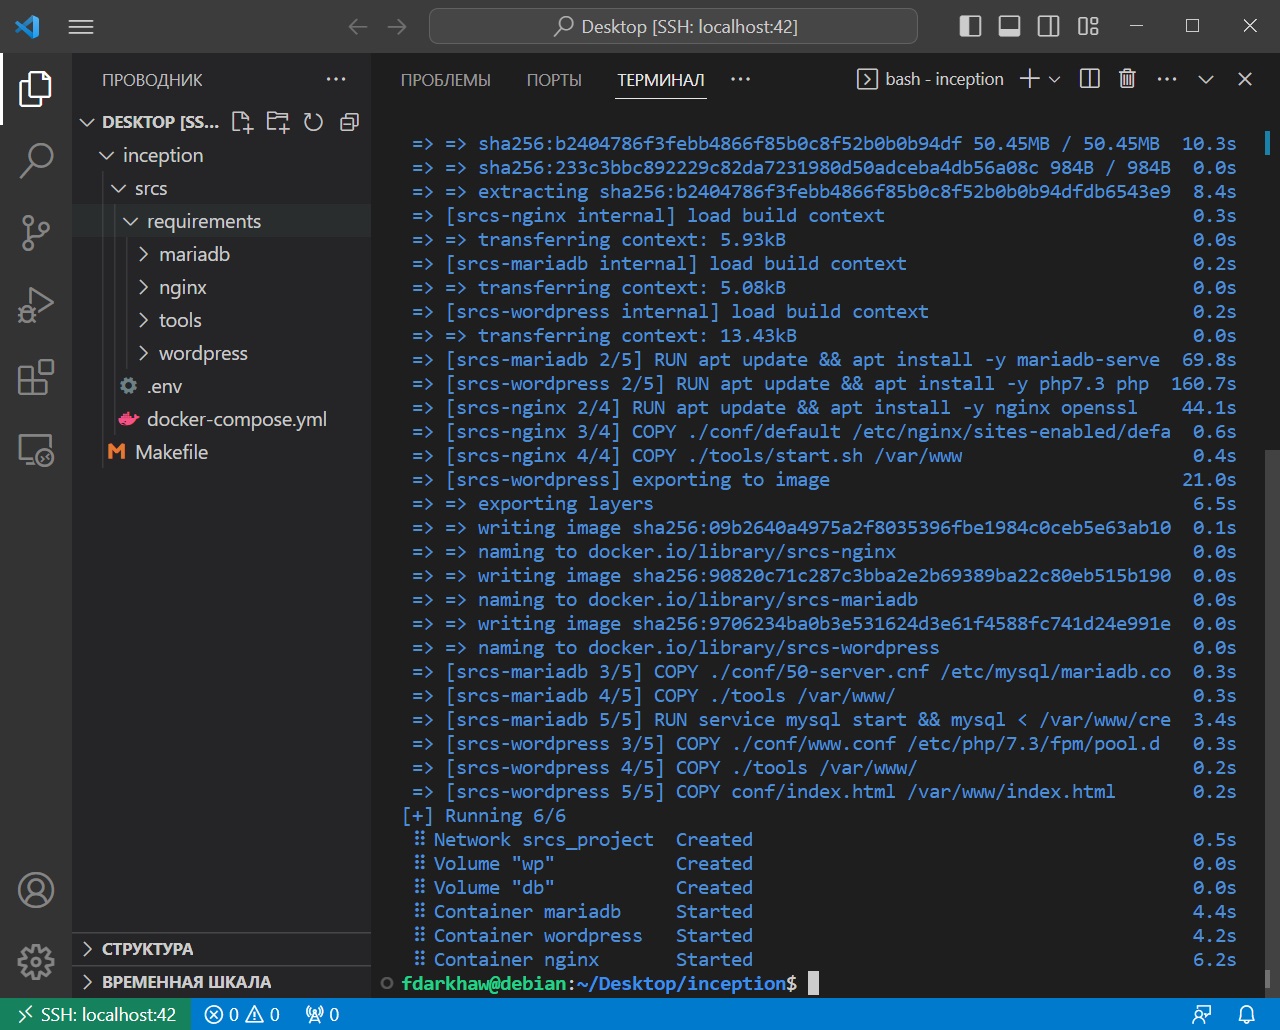 Desktop [SSH: localhost:42]
ПРОВОДНИК
DESKTOP [SS...
inception
srcs
requirements
mariadb
nginx
tools
wordpress
.env
docker-compose.yml
Makefile
СТРУКТУРА
ВРЕМЕННАЯ ШКАЛА
ПРОБЛЕМЫ ПОРТЫ ТЕРМИНАЛ ... bash - inception
=> => sha256:b2404786f3febb4866f85b0c8f52b0b0b94df 50.45MB / 50.45MB 10.3s
=> => sha256:233c3bbc892229c82da7231980d50adceba4db56a08c 984B / 984B 0.0s
=> => extracting sha256:b2404786f3febb4866f85b0c8f52b0b0b94dfdb6543e9 8.4s
=> [srcs-nginx internal] load build context 0.3s
=> => transferring context: 5.93kB 0.0s
=> [srcs-mariadb internal] load build context 0.2s
=> => transferring context: 5.08kB 0.0s
=> [srcs-wordpress internal] load build context 0.2s
=> => transferring context: 13.43kB 0.0s
=> [srcs-mariadb 2/5] RUN apt update && apt install -y mariadb-serve 69.8s
=> [srcs-wordpress 2/5] RUN apt update && apt install -y php7.3 php 160.7s
=> [srcs-nginx 2/4] RUN apt update && apt install -y nginx openssl 44.1s
=> [srcs-nginx 3/4] COPY ./conf/default /etc/nginx/sites-enabled/defa 0.6s
=> [srcs-nginx 4/4] COPY ./tools/start.sh /var/www 0.4s
=> [srcs-wordpress] exporting to image 21.0s
=> => exporting layers 6.5s
=> => writing image sha256:09b2640a4975a2f8035396fbe1984c0ceb5e63ab10 0.1s
=> => naming to docker.io/library/srcs-nginx 0.0s
=> => writing image sha256:90820c71c287c3bba2e2b69389ba22c80eb515b190 0.0s
=> => naming to docker.io/library/srcs-mariadb 0.0s
=> => writing image sha256:9706234ba0b3e531624d3e61f4588fc741d24e991e 0.0s
=> => naming to docker.io/library/srcs-wordpress 0.0s
=> [srcs-mariadb 3/5] COPY ./conf/50-server.cnf /etc/mysql/mariadb.co 0.3s
=> [srcs-mariadb 4/5] COPY ./tools /var/www/ 0.3s
=> [srcs-mariadb 5/5] RUN service mysql start && mysql < /var/www/cre 3.4s
=> [srcs-wordpress 3/5] COPY ./conf/www.conf /etc/php/7.3/fpm/pool.d 0.3s
=> [srcs-wordpress 4/5] COPY ./tools /var/www/ 0.2s
=> [srcs-wordpress 5/5] COPY conf/index.html /var/www/index.html 0.2s
[+] Running 6/6
⠿ Network srcs_project Created 0.5s
⠿ Volume "wp" Created 0.0s
⠿ Volume "db" Created 0.0s
⠿ Container mariadb Started 4.4s
⠿ Container wordpress Started 4.2s
⠿ Container nginx Started 6.2s
fdarkhaw@debian:~/Desktop/inception$
SSH: localhost:42 0 0 0